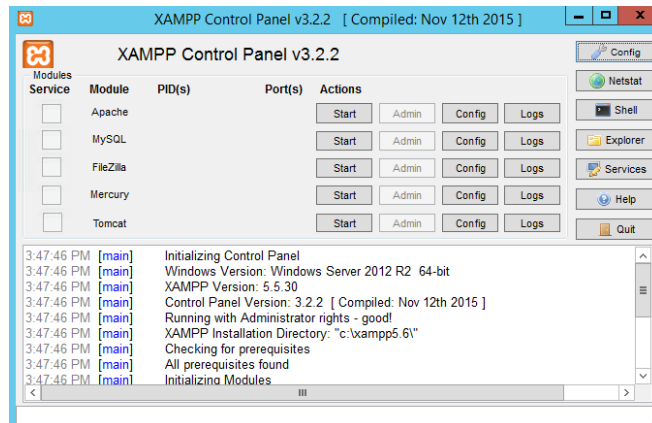 XAMPP Control Panel v3.2.2 [ Compiled: Nov 12th 2015 ]
XAMPP Control Panel v3.2.2
Config
Modules
Service Module PID(s) Port(s) Actions
Netstat
Apache Start Admin Config Logs
Shell
MySQL Start Admin Config Logs
Explorer
FileZilla Start Admin Config Logs
Services
Mercury Start Admin Config Logs
Help
Tomcat Start Admin Config Logs
Quit
3:47:46 PM [main] Initializing Control Panel
3:47:46 PM [main] Windows Version: Windows Server 2012 R2 64-bit
3:47:46 PM [main] XAMPP Version: 5.5.30
3:47:46 PM [main] Control Panel Version: 3.2.2 [ Compiled: Nov 12th 2015 ]
3:47:46 PM [main] Running with Administrator rights - good!
3:47:46 PM [main] XAMPP Installation Directory: "c:\xampp5.6\"
3:47:46 PM [main] Checking for prerequisites
3:47:46 PM [main] All prerequisites found
3:47:46 PM [main] Initializing Modules